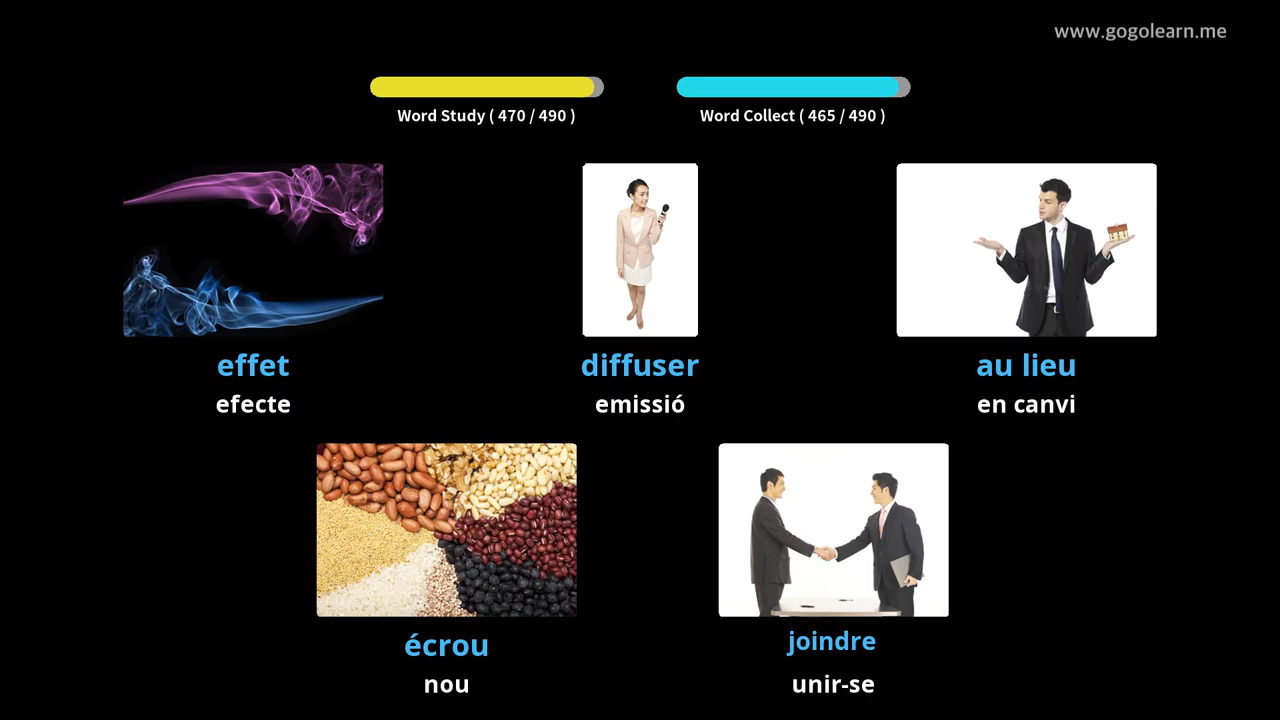 www.gogolearn.me
Word Study ( 470 / 490 )
Word Collect ( 465 / 490 )
effet
efecte
diffuser
emissió
au lieu
en canvi
écrou
nou
joindre
unir-se